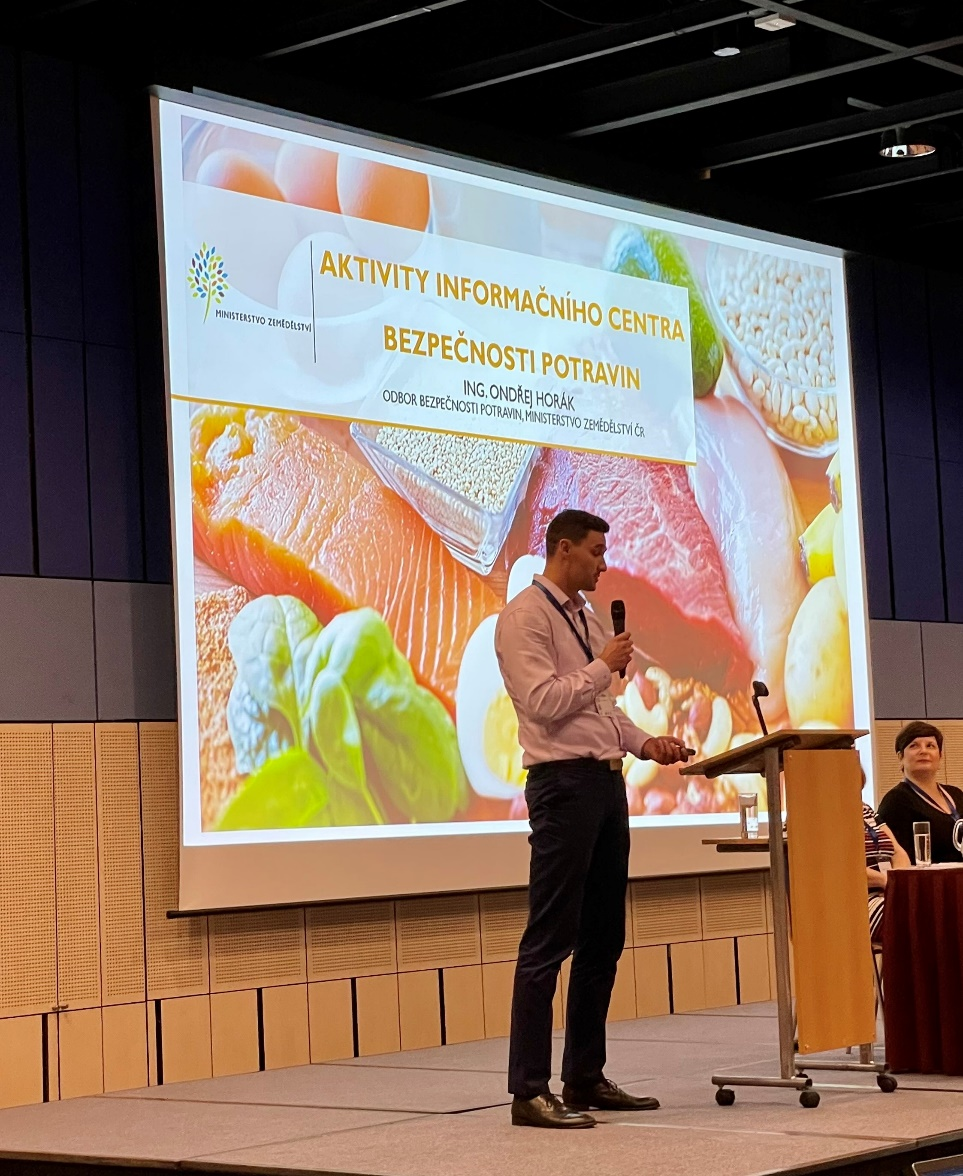 MINISTERSTVO ZEMĚDĚLSTVÍ
AKTIVITY INFORMAČNÍHO CENTRA
BEZPEČNOSTI POTRAVIN
ING. ONDŘEJ HORÁK
ODBOR BEZPEČNOSTI POTRAVIN, MINISTERSTVO ZEMĚDĚLSTVÍ ČR